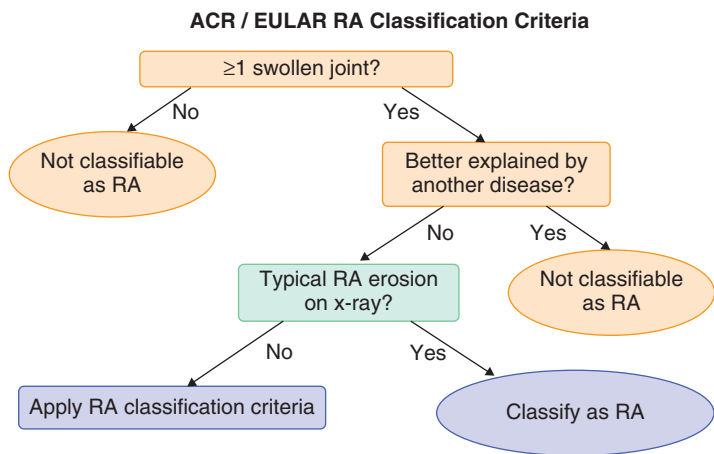 ACR / EULAR RA Classification Criteria
≥1 swollen joint?
No
Yes
Not classifiable
as RA
Better explained by
another disease?
No
Yes
Typical RA erosion
on x-ray?
Not classifiable
as RA
No
Yes
Apply RA classification criteria
Classify as RA